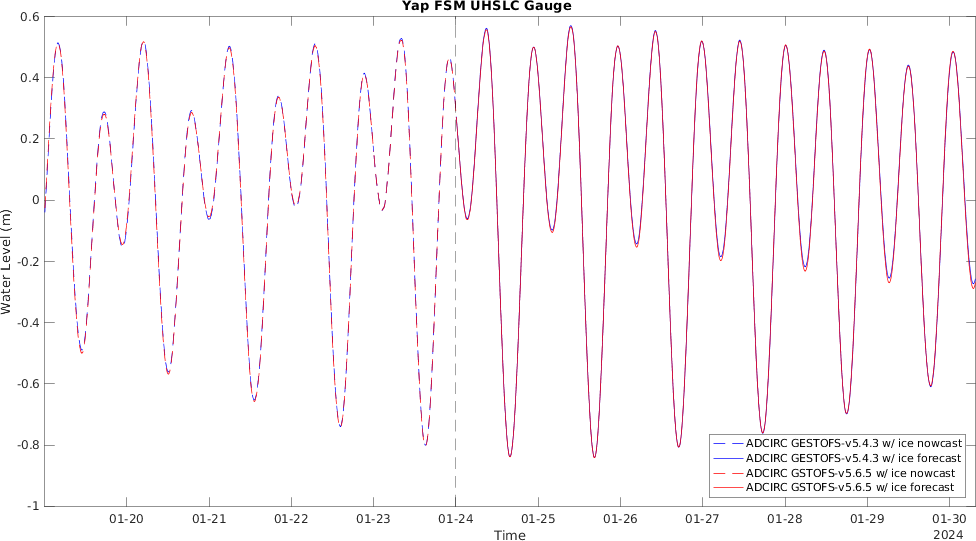 Yap FSM UHSLC Gauge
0.6
0.4
0.2
0
-0.2
-0.4
-0.6
-0.8
-1
Water Level (m)
ADCIRC GESTOFS-v5.4.3 w/ ice nowcast
ADCIRC GESTOFS-v5.4.3 w/ ice forecast
ADCIRC GSTOFS-v5.6.5 w/ ice nowcast
ADCIRC GSTOFS-v5.6.5 w/ ice forecast
01-20 01-21 01-22 01-23 01-24 01-25 01-26 01-27 01-28 01-29 01-30
Time
2024